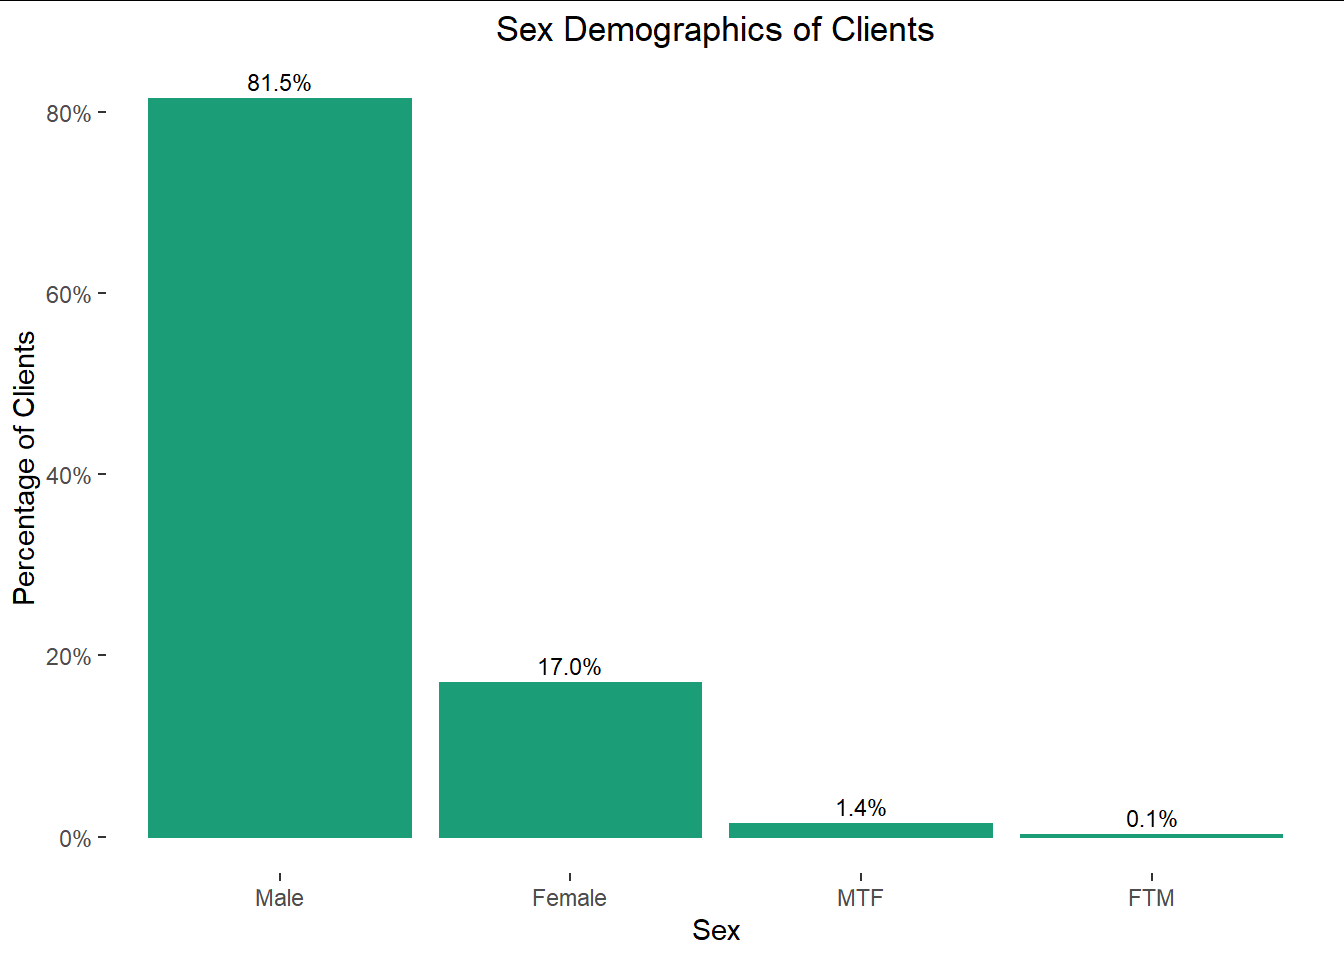 Sex Demographics of Clients
81.5%
80%
60%
Percentage of Clients
40%
20%
17.0%
1.4%
0.1%
0%
Male Female MTF FTM
Sex